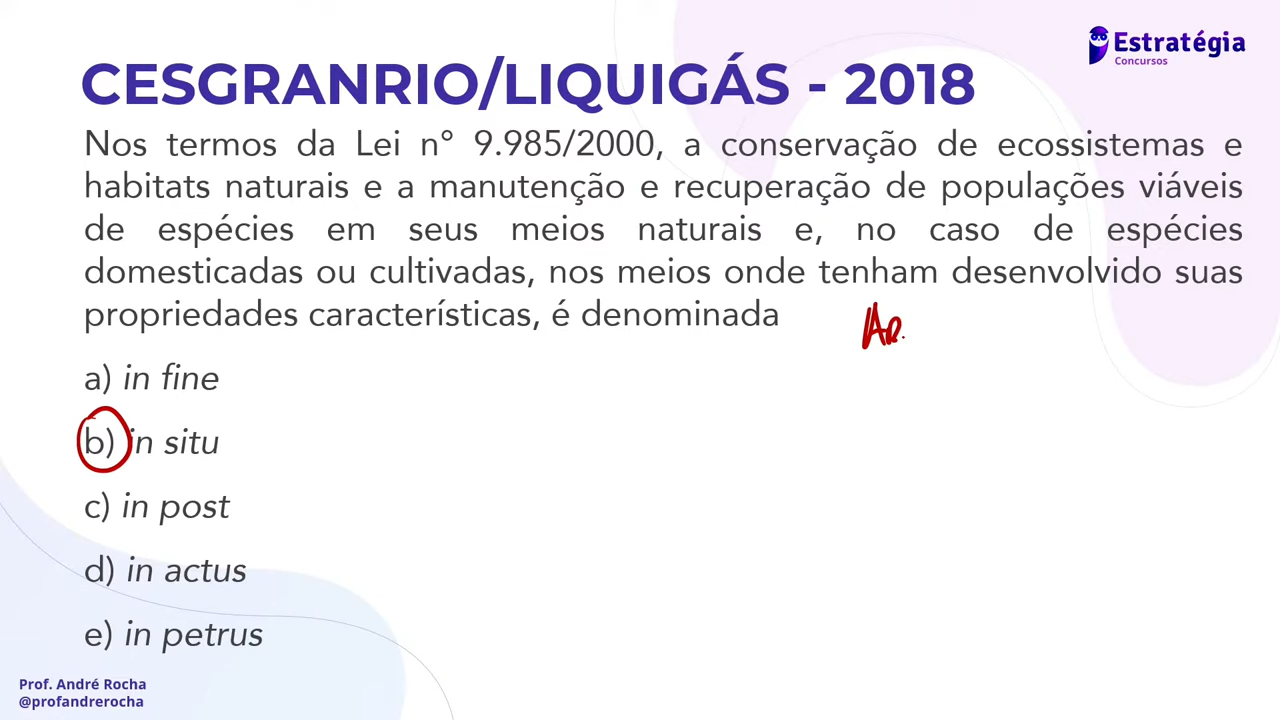 Estratégia
Concursos
CESGRANRIO/LIQUIGÁS - 2018
Nos termos da Lei n° 9.985/2000, a conservação de ecossistemas e
habitats naturais e a manutenção e recuperação de populações viáveis
de espécies em seus meios naturais e, no caso de espécies
domesticadas ou cultivadas, nos meios onde tenham desenvolvido suas
propriedades características, é denominada
a) in fine
b) in situ
c) in post
d) in actus
e) in petrus
Prof. André Rocha
@profandrerocha